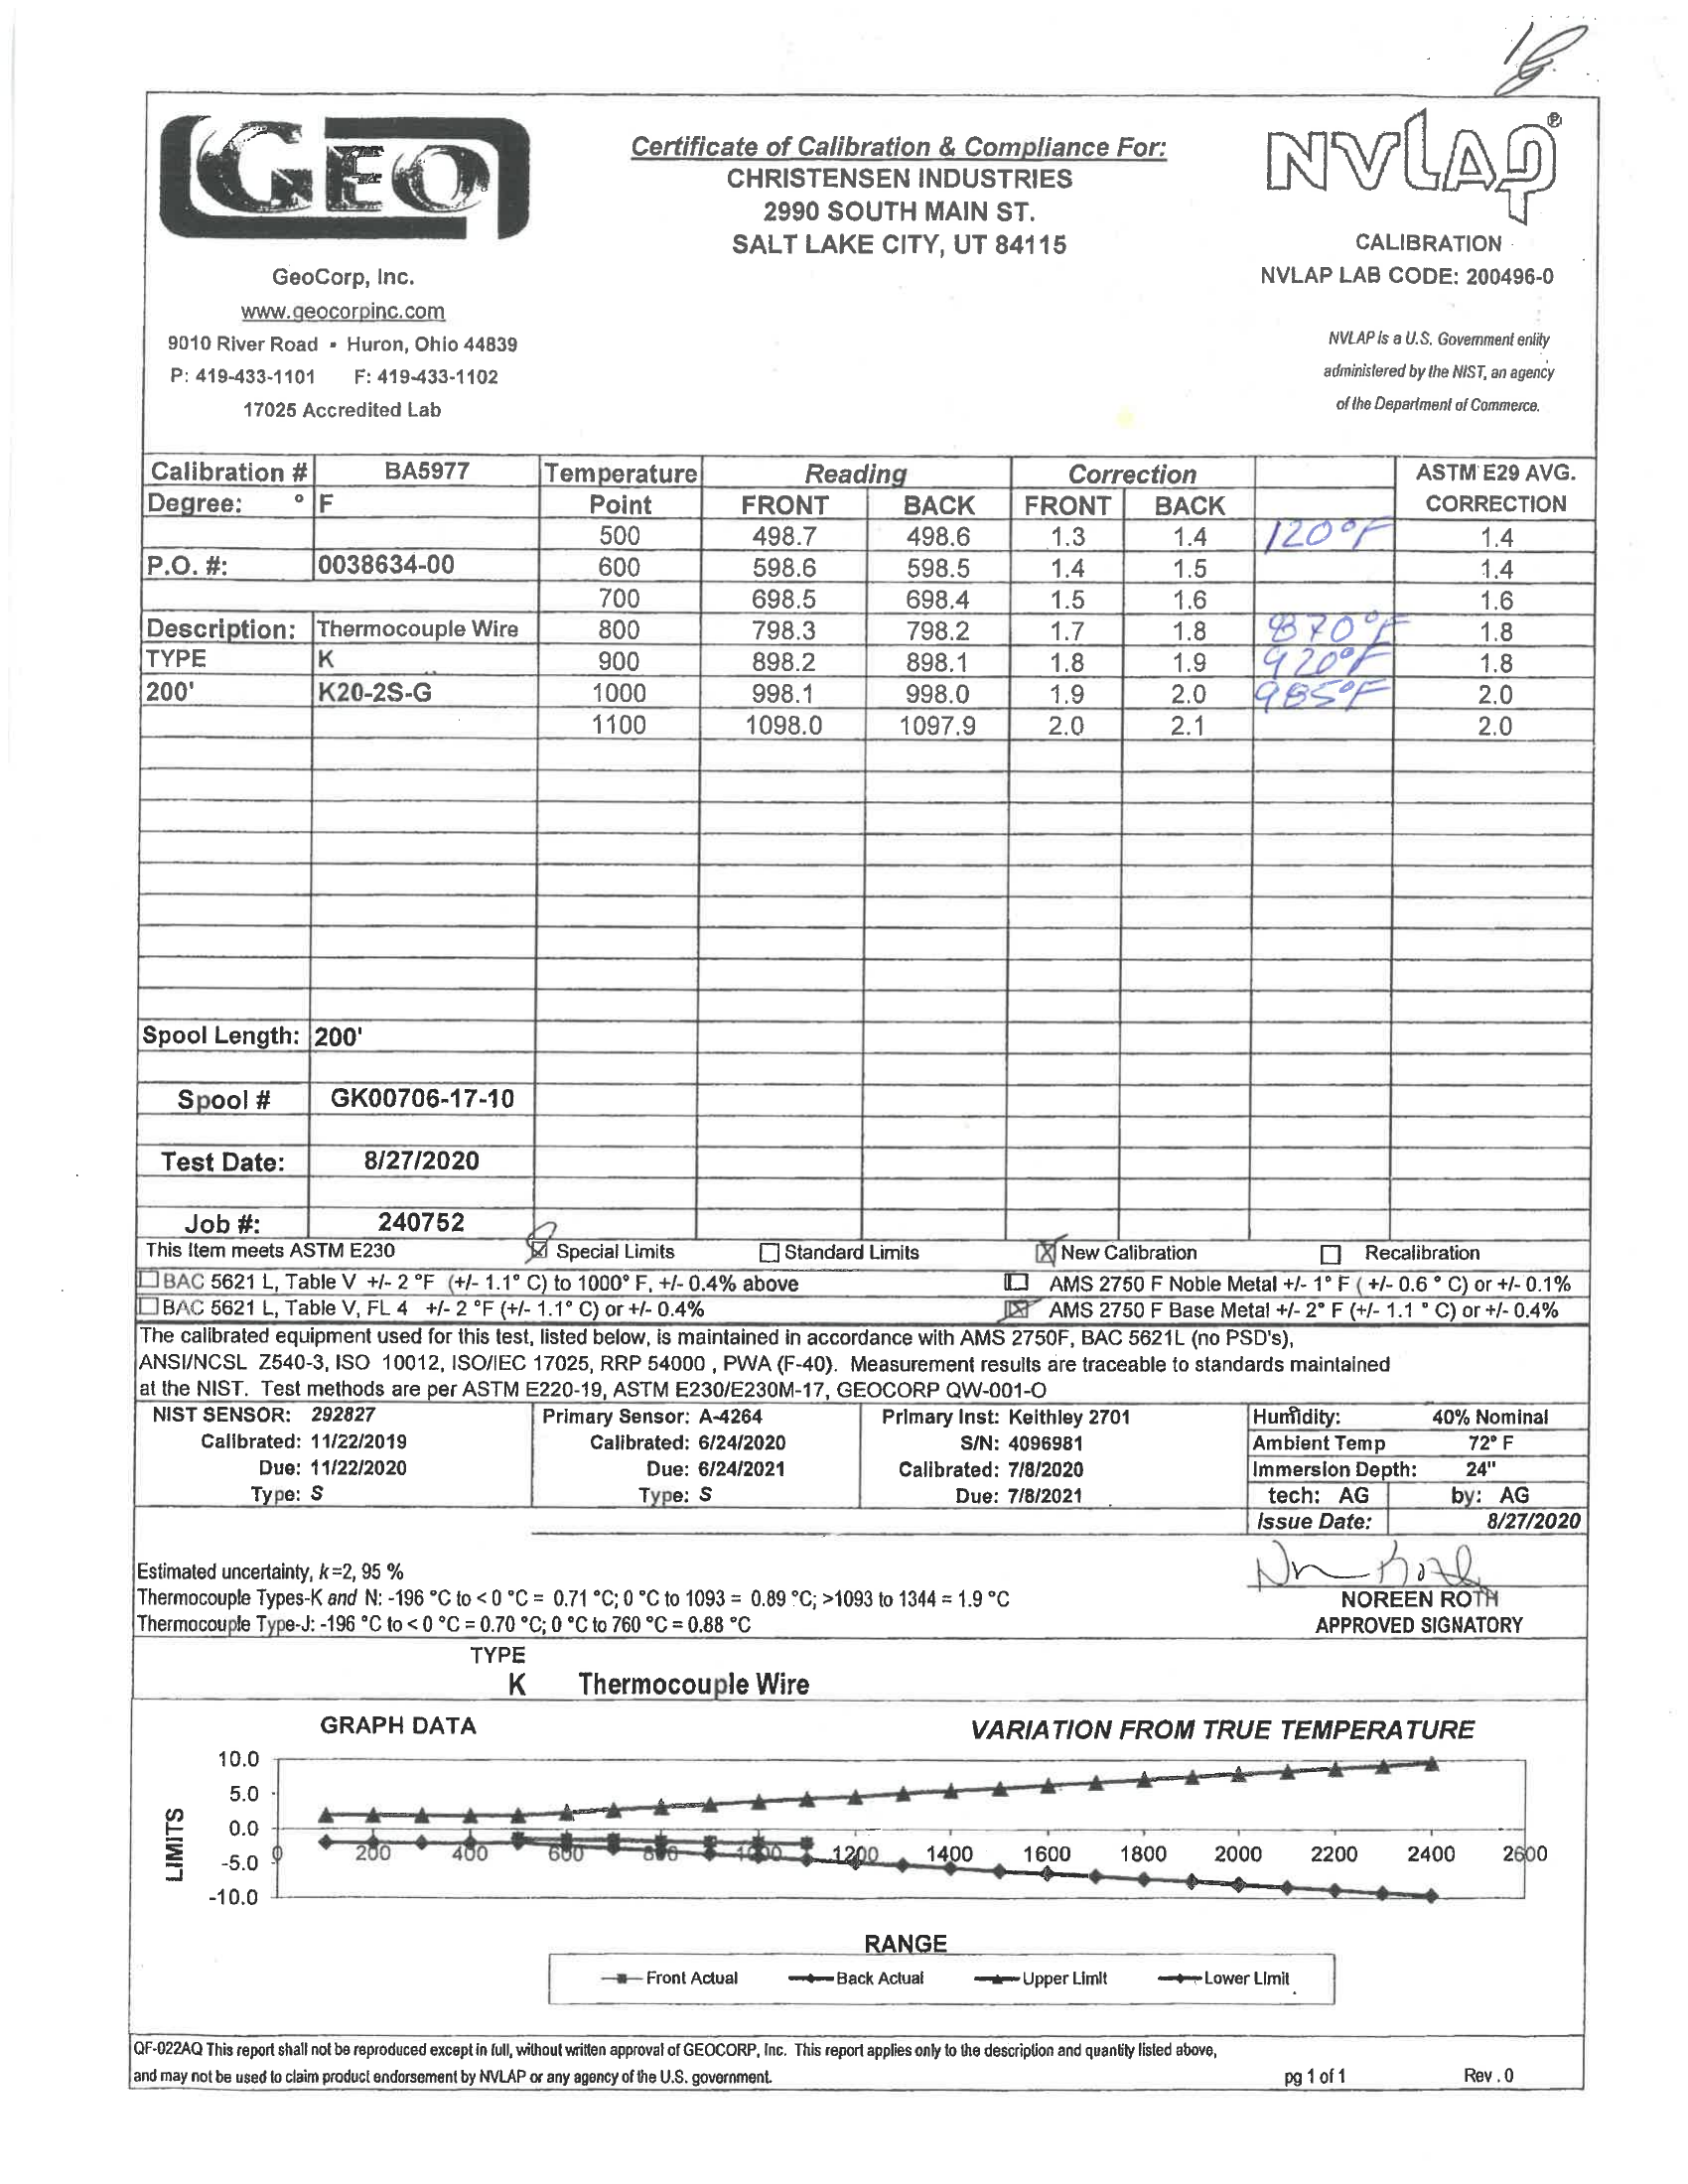 GEO
Certificate of Calibration & Compliance For:
CHRISTENSEN INDUSTRIES
2990 SOUTH MAIN ST.
SALT LAKE CITY, UT 84115
NVLAP®
CALIBRATION
NVLAP LAB CODE: 200496-0
GeoCorp, Inc.
www.geocorpinc.com
9010 River Road ▪ Huron, Ohio 44839
P: 419-433-1101 F: 419-433-1102
17025 Accredited Lab
NVLAP is a U.S. Government entity
administered by the NIST, an agency
of the Department of Commerce.
Calibration # BA5977 Temperature Reading Correction ASTM E29 AVG.
Degree: ° F Point FRONT BACK FRONT BACK CORRECTION
500 498.7 498.6 1.3 1.4 120°F 1.4
P.O. #: 0038634-00 600 598.6 598.5 1.4 1.5 1.4
700 698.5 698.4 1.5 1.6 1.6
Description: Thermocouple Wire 800 798.3 798.2 1.7 1.8 870°F 1.8
TYPE K 900 898.2 898.1 1.8 1.9 920°F 1.8
200' K20-2S-G 1000 998.1 998.0 1.9 2.0 985°F 2.0
1100 1098.0 1097.9 2.0 2.1 2.0
Spool Length: 200'
Spool # GK00706-17-10
Test Date: 8/27/2020
Job #: 240752
This Item meets ASTM E230 ☒ Special Limits ☐ Standard Limits ☒ New Calibration ☐ Recalibration
☐ BAC 5621 L, Table V +/- 2 °F (+/- 1.1° C) to 1000° F, +/- 0.4% above ☐ AMS 2750 F Noble Metal +/- 1° F ( +/- 0.6 ° C) or +/- 0.1%
☐ BAC 5621 L, Table V, FL 4 +/- 2 °F (+/- 1.1° C) or +/- 0.4% ☒ AMS 2750 F Base Metal +/- 2° F (+/- 1.1 ° C) or +/- 0.4%
The calibrated equipment used for this test, listed below, is maintained in accordance with AMS 2750F, BAC 5621L (no PSD's),
ANSI/NCSL Z540-3, ISO 10012, ISO/IEC 17025, RRP 54000 , PWA (F-40). Measurement results are traceable to standards maintained
at the NIST. Test methods are per ASTM E220-19, ASTM E230/E230M-17, GEOCORP QW-001-O
NIST SENSOR: 292827 Primary Sensor: A-4264 Primary Inst: Keithley 2701 Humidity: 40% Nominal
Calibrated: 11/22/2019 Calibrated: 6/24/2020 S/N: 4096981 Ambient Temp 72° F
Due: 11/22/2020 Due: 6/24/2021 Calibrated: 7/8/2020 Immersion Depth: 24"
Type: S Type: S Due: 7/8/2021 tech: AG by: AG
Issue Date: 8/27/2020
Estimated uncertainty, k=2, 95 %
Thermocouple Types-K and N: -196 °C to < 0 °C = 0.71 °C; 0 °C to 1093 = 0.89 °C; >1093 to 1344 = 1.9 °C
NOREEN ROTH
Thermocouple Type-J: -196 °C to < 0 °C = 0.70 °C; 0 °C to 760 °C = 0.88 °C
APPROVED SIGNATORY
TYPE
K Thermocouple Wire
GRAPH DATA VARIATION FROM TRUE TEMPERATURE
LIMITS
10.0
5.0
0.0
-5.0
-10.0
0 200 400 600 800 1000 1200 1400 1600 1800 2000 2200 2400 2600
RANGE
Front Actual Back Actual Upper Limit Lower Limit
QF-022AQ This report shall not be reproduced except in full, without written approval of GEOCORP, Inc. This report applies only to the description and quantity listed above,
and may not be used to claim product endorsement by NVLAP or any agency of the U.S. government. pg 1 of 1 Rev . 0